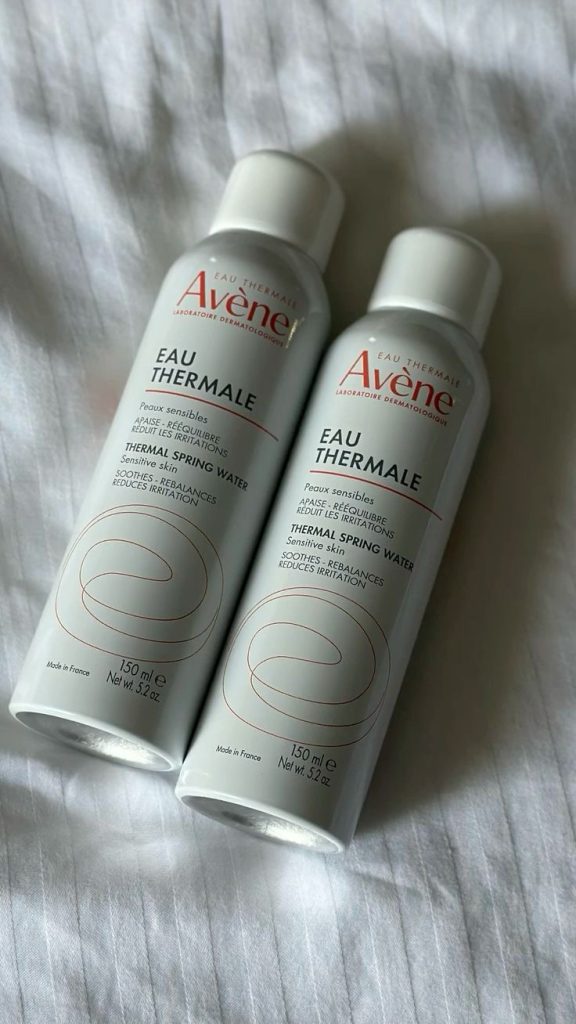 EAU THERMALE
Avène
LABORATOIRE DERMATOLOGIQUE
EAU
THERMALE
Peaux sensibles
APAISE - RÉÉQUILIBRE
RÉDUIT LES IRRITATIONS
THERMAL SPRING WATER
Sensitive skin
SOOTHES - REBALANCES
REDUCES IRRITATION
Made in France
150 ml e
Net wt. 5.2 oz.
EAU THERMALE
Avène
LABORATOIRE DERMATOLOGIQUE
EAU
THERMALE
Peaux sensibles
APAISE - RÉÉQUILIBRE
RÉDUIT LES IRRITATIONS
THERMAL SPRING WATER
Sensitive skin
SOOTHES - REBALANCES
REDUCES IRRITATION
Made in France
150 ml e
Net wt. 5.2 oz.